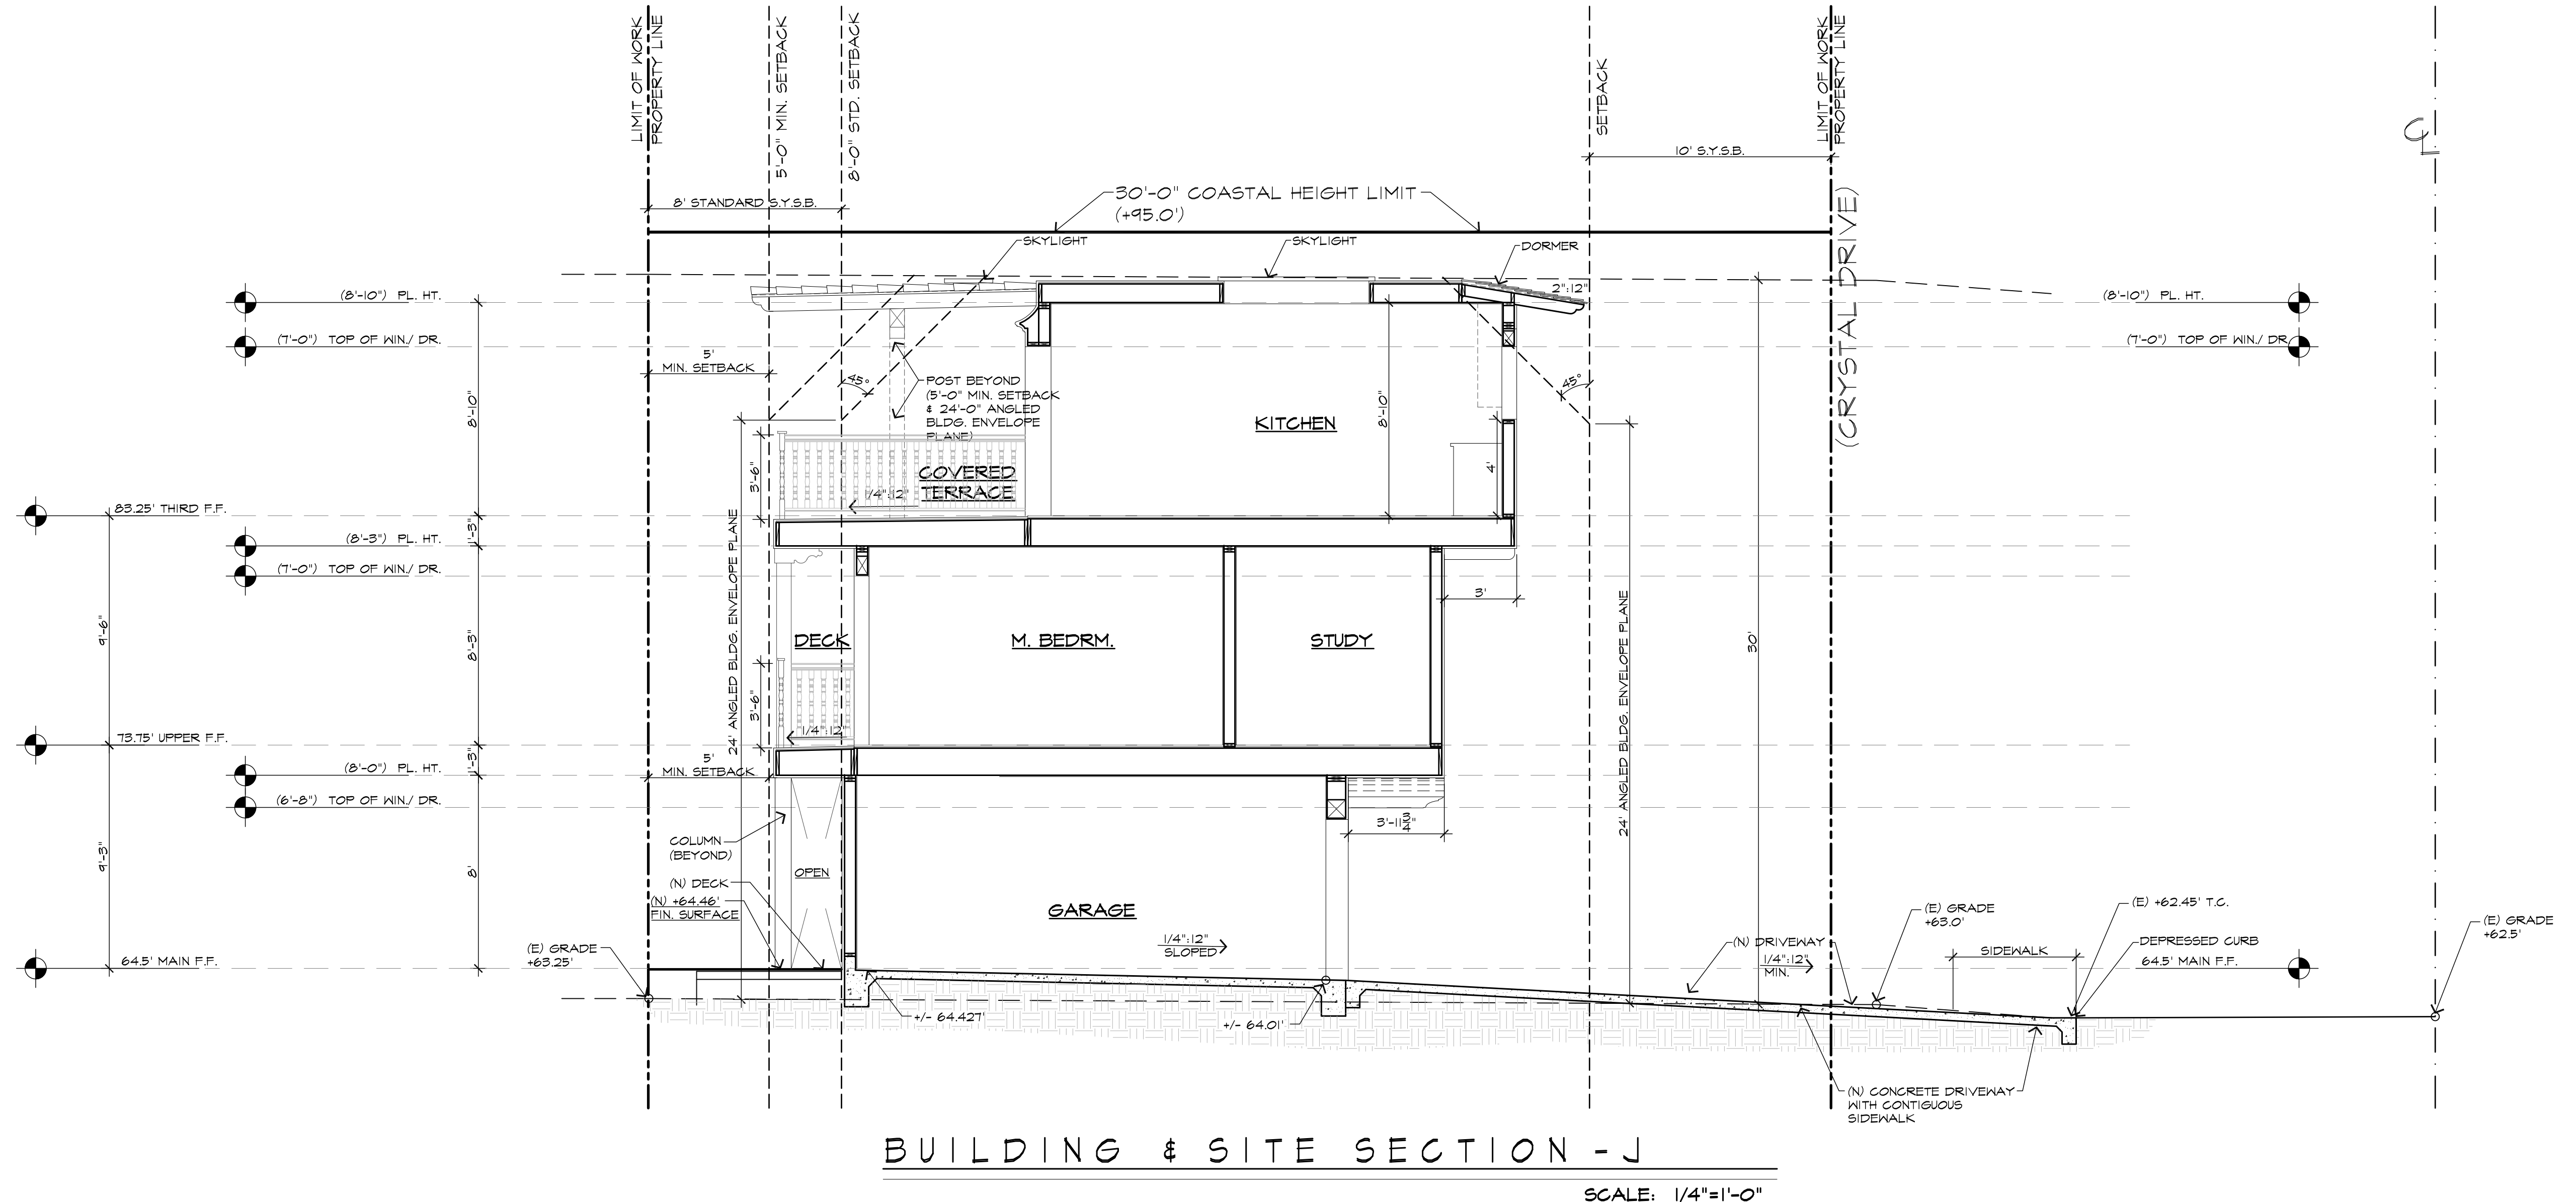 LIMIT OF WORK
PROPERTY LINE
5'-0" MIN. SETBACK
8'-0" STD. SETBACK
SETBACK
LIMIT OF WORK
PROPERTY LINE
10' S.Y.S.B.
8' STANDARD S.Y.S.B.
30'-0" COASTAL HEIGHT LIMIT
(+95.0')
(CRYSTAL DRIVE)
SKYLIGHT
SKYLIGHT
DORMER
2":12"
(8'-10") PL. HT.
(8'-10") PL. HT.
(7'-0") TOP OF WIN./ DR.
(7'-0") TOP OF WIN./ DR.
5'
MIN. SETBACK
45°
45°
POST BEYOND
(5'-0" MIN. SETBACK
& 24'-0" ANGLED
BLDG. ENVELOPE
PLANE)
8'-10"
8'-10"
KITCHEN
4'
3'-6"
COVERED
TERRACE
1/4":12"
83.25' THIRD F.F.
1'-3"
(8'-3") PL. HT.
(7'-0") TOP OF WIN./ DR.
24' ANGLED BLDG. ENVELOPE PLANE
24' ANGLED BLDG. ENVELOPE PLANE
3'
30'
9'-6"
8'-3"
DECK
M. BEDRM.
STUDY
3'-6"
1/4":12"
73.75' UPPER F.F.
1'-3"
5'
MIN. SETBACK
(8'-0") PL. HT.
(6'-8") TOP OF WIN./ DR.
3'-11 3/4"
COLUMN
(BEYOND)
9'-3"
8'
OPEN
(N) DECK
(N) +64.46'
FIN. SURFACE
GARAGE
1/4":12"
SLOPED
(E) GRADE
+63.25'
64.5' MAIN F.F.
(N) DRIVEWAY
1/4":12"
MIN.
(E) GRADE
+63.0'
SIDEWALK
(E) +62.45' T.C.
DEPRESSED CURB
64.5' MAIN F.F.
(E) GRADE
+62.5'
+/- 64.427'
+/- 64.01'
(N) CONCRETE DRIVEWAY
WITH CONTIGUOUS
SIDEWALK
BUILDING & SITE SECTION - J
SCALE: 1/4"=1'-0"